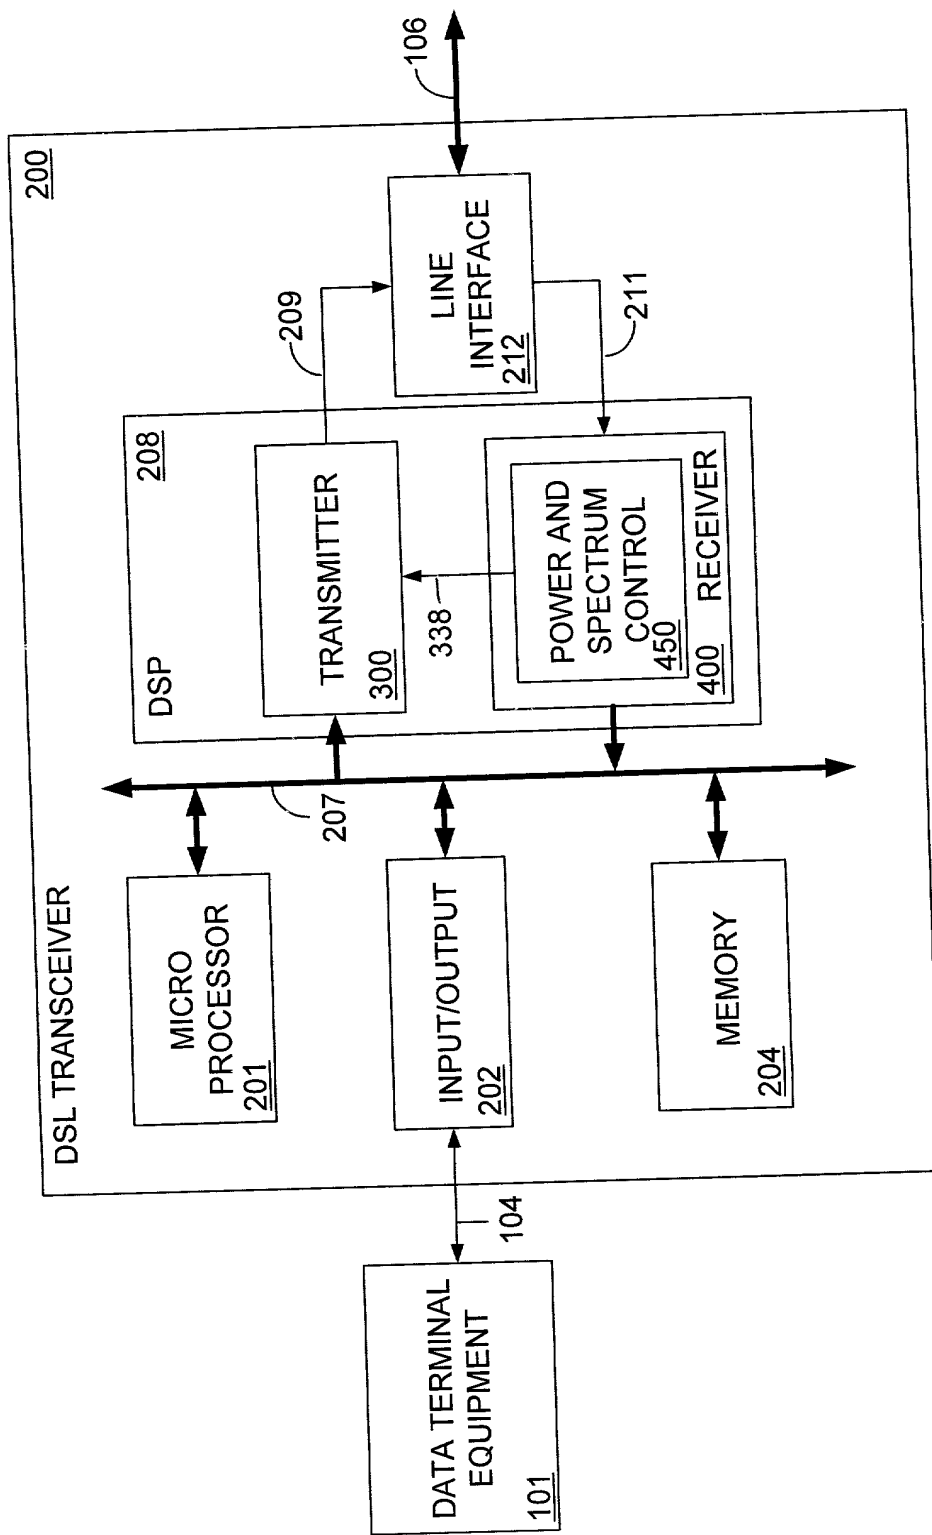 DSL TRANSCEIVER
200
MICRO
PROCESSOR
201
207
DSP
208
TRANSMITTER
300
209
338
POWER AND
SPECTRUM
CONTROL
450
400
RECEIVER
LINE
INTERFACE
212
211
106
INPUT/OUTPUT
202
MEMORY
204
104
DATA TERMINAL
EQUIPMENT
101